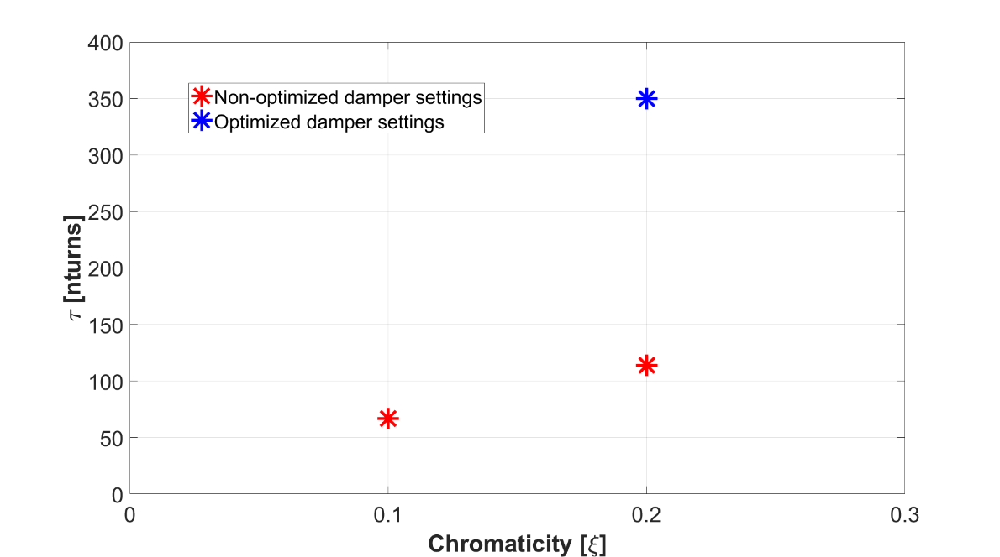 400
350
300
250
200
150
100
50
0
τ [nturns]
Non-optimized damper settings
Optimized damper settings
0 0.1 0.2 0.3
Chromaticity [ξ]